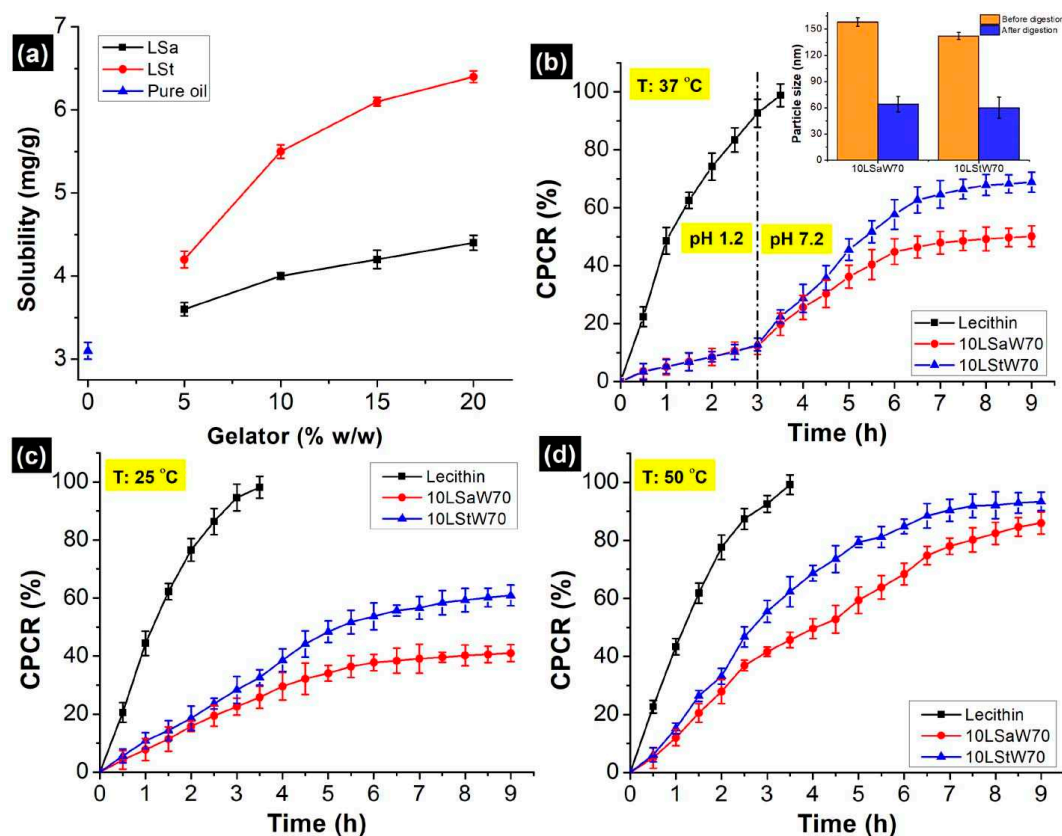 (a)
LSa
LSt
Pure oil
Solubility (mg/g)
7
6
5
4
3
0 5 10 15 20
Gelator (% w/w)
(b)
T: 37 °C
CPCR (%)
100
80
60
40
20
0
pH 1.2
pH 7.2
Lecithin
10LSaW70
10LStW70
0 1 2 3 4 5 6 7 8 9
Time (h)
Particle size (nm)
150
120
90
60
30
0
Before digestion
After digestion
10LSaW70 10LStW70
(c)
T: 25 °C
Lecithin
10LSaW70
10LStW70
CPCR (%)
100
80
60
40
20
0
0 1 2 3 4 5 6 7 8 9
Time (h)
(d)
T: 50 °C
CPCR (%)
100
80
60
40
20
0
Lecithin
10LSaW70
10LStW70
0 1 2 3 4 5 6 7 8 9
Time (h)